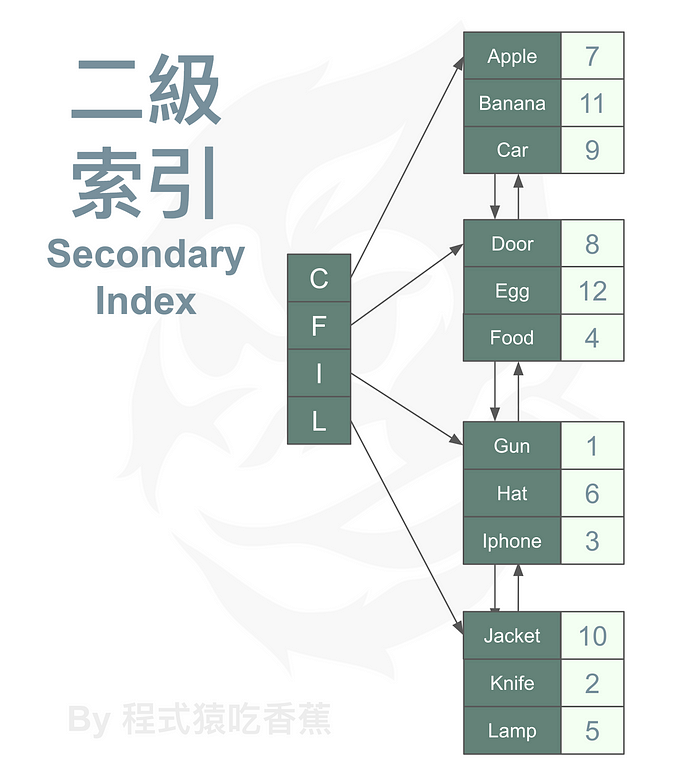 二級
索引
Secondary
Index
C
F
I
L
Apple 7
Banana 11
Car 9
Door 8
Egg 12
Food 4
Gun 1
Hat 6
Iphone 3
Jacket 10
Knife 2
Lamp 5
By 程式猿吃香蕉